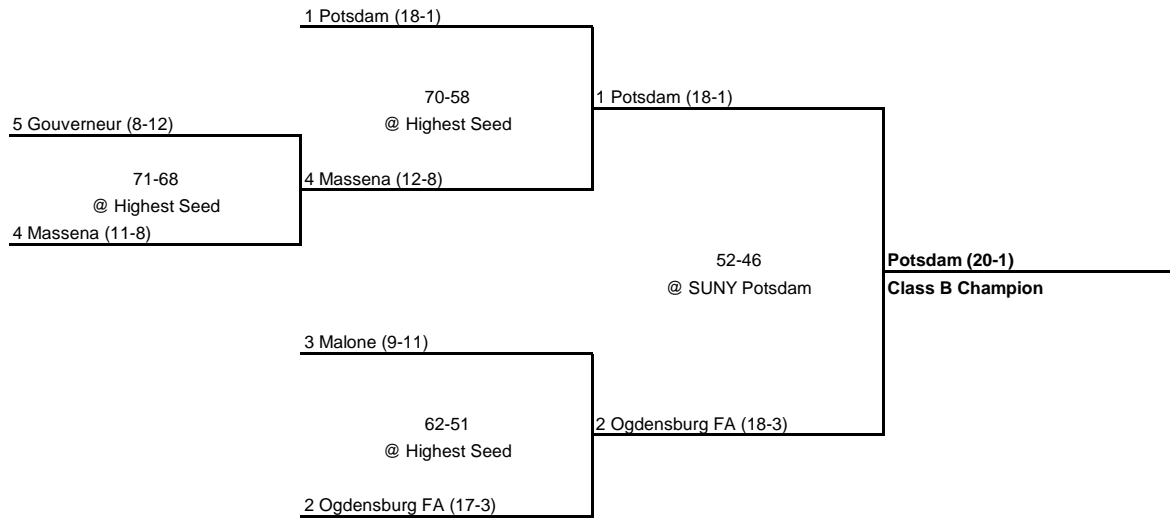 1 Potsdam (18-1)
70-58
@ Highest Seed
1 Potsdam (18-1)
5 Gouverneur (8-12)
71-68
@ Highest Seed
4 Massena (12-8)
4 Massena (11-8)
52-46
@ SUNY Potsdam
Potsdam (20-1)
Class B Champion
3 Malone (9-11)
62-51
@ Highest Seed
2 Ogdensburg FA (18-3)
2 Ogdensburg FA (17-3)